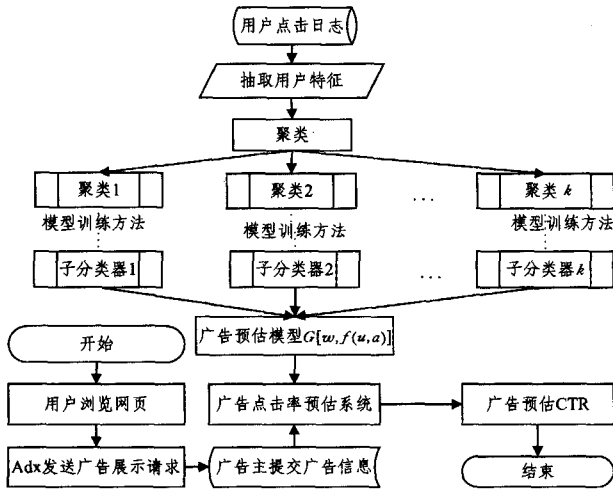 用户点击日志
抽取用户特征
聚类
聚类1 聚类2 ... 聚类 k
模型训练方法 模型训练方法 模型训练方法
子分类器1 子分类器2 ... 子分类器 k
广告预估模型G[w,f(u,a)]
开始
用户浏览网页 广告点击率预估系统 广告预估CTR
Adx发送广告展示请求 广告主提交广告信息 结束